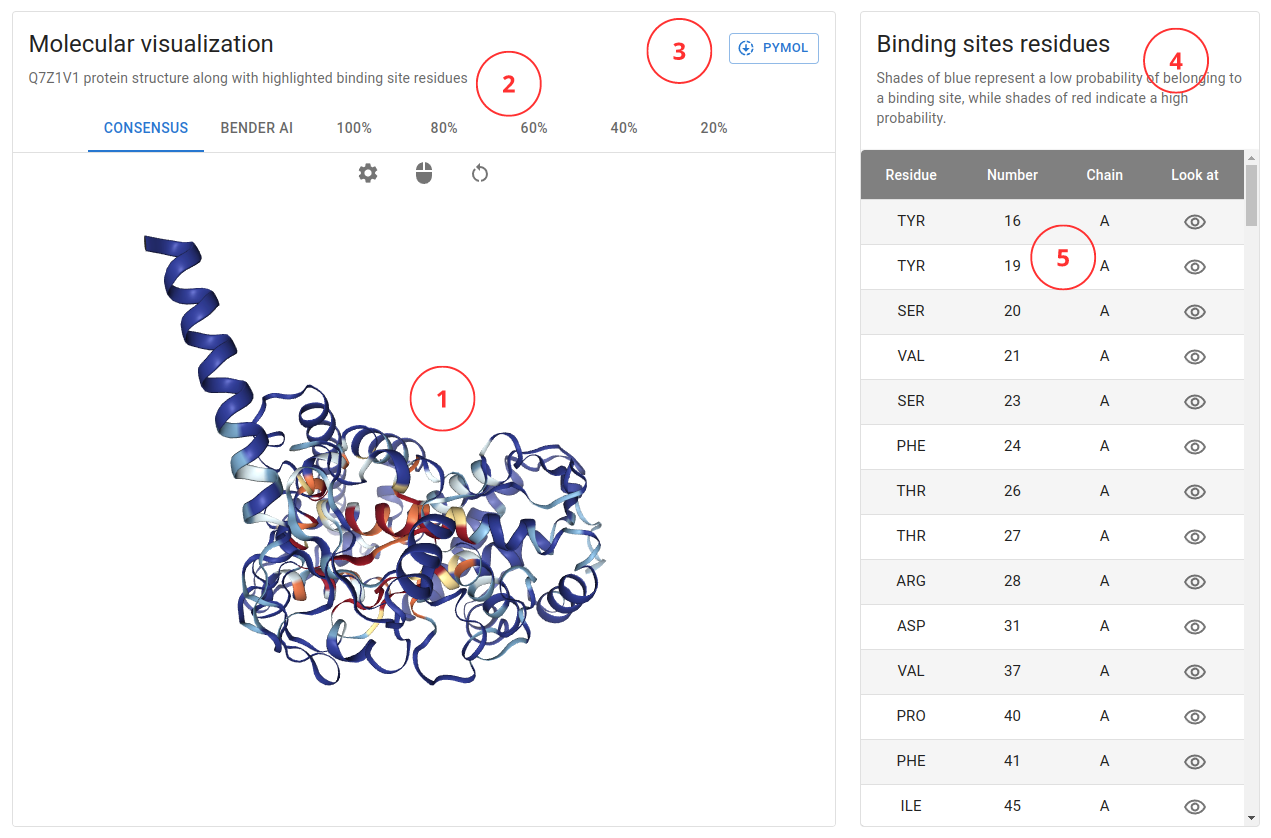 Molecular visualization
Q7Z1V1 protein structure along with highlighted binding site residues
2
3
PYMOL
CONSENSUS BENDER AI 100% 80% 60% 40% 20%
1
Binding sites residues
4
Shades of blue represent a low probability of belonging to
a binding site, while shades of red indicate a high
probability.
Residue Number Chain Look at
TYR 16 A
5
TYR 19 A
SER 20 A
VAL 21 A
SER 23 A
PHE 24 A
THR 26 A
THR 27 A
ARG 28 A
ASP 31 A
VAL 37 A
PRO 40 A
PHE 41 A
ILE 45 A